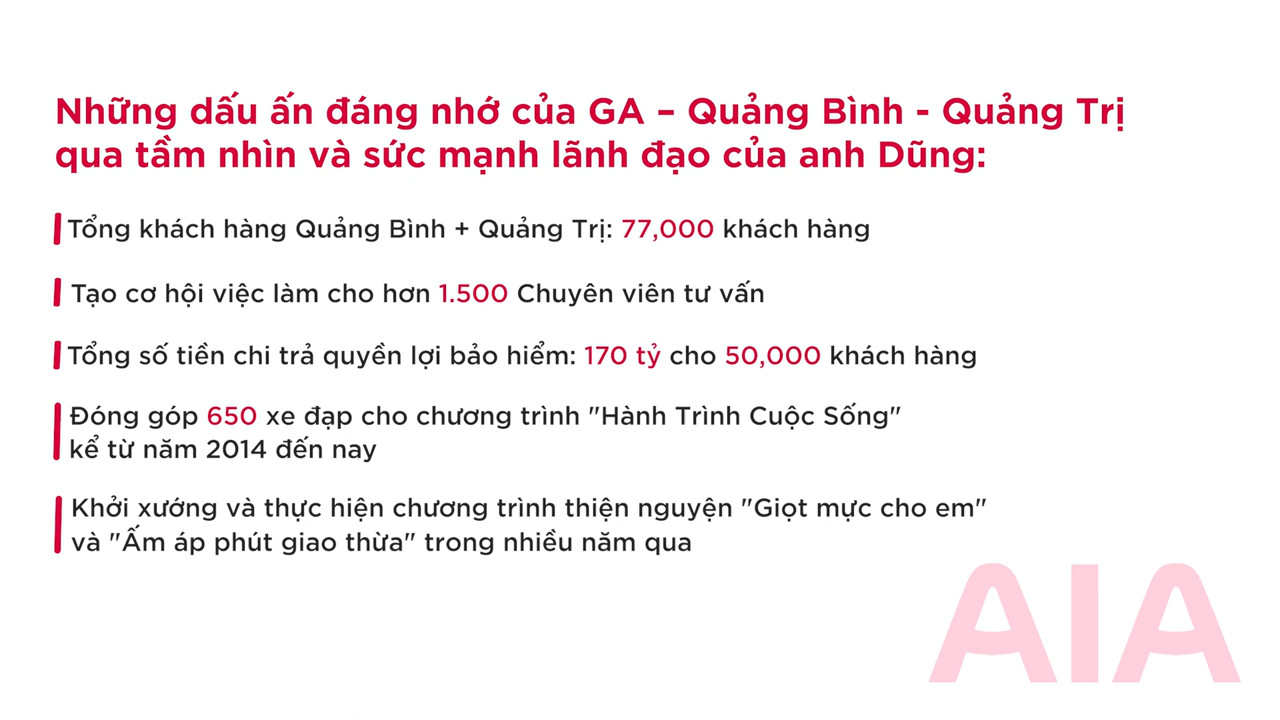 Những dấu ấn đáng nhớ của GA – Quảng Bình - Quảng Trị
qua tầm nhìn và sức mạnh lãnh đạo của anh Dũng:
Tổng khách hàng Quảng Bình + Quảng Trị: 77,000 khách hàng
Tạo cơ hội việc làm cho hơn 1.500 Chuyên viên tư vấn
Tổng số tiền chi trả quyền lợi bảo hiểm: 170 tỷ cho 50,000 khách hàng
Đóng góp 650 xe đạp cho chương trình "Hành Trình Cuộc Sống"
kể từ năm 2014 đến nay
Khởi xướng và thực hiện chương trình thiện nguyện "Giọt mực cho em"
và "Ấm áp phút giao thừa" trong nhiều năm qua
AIA